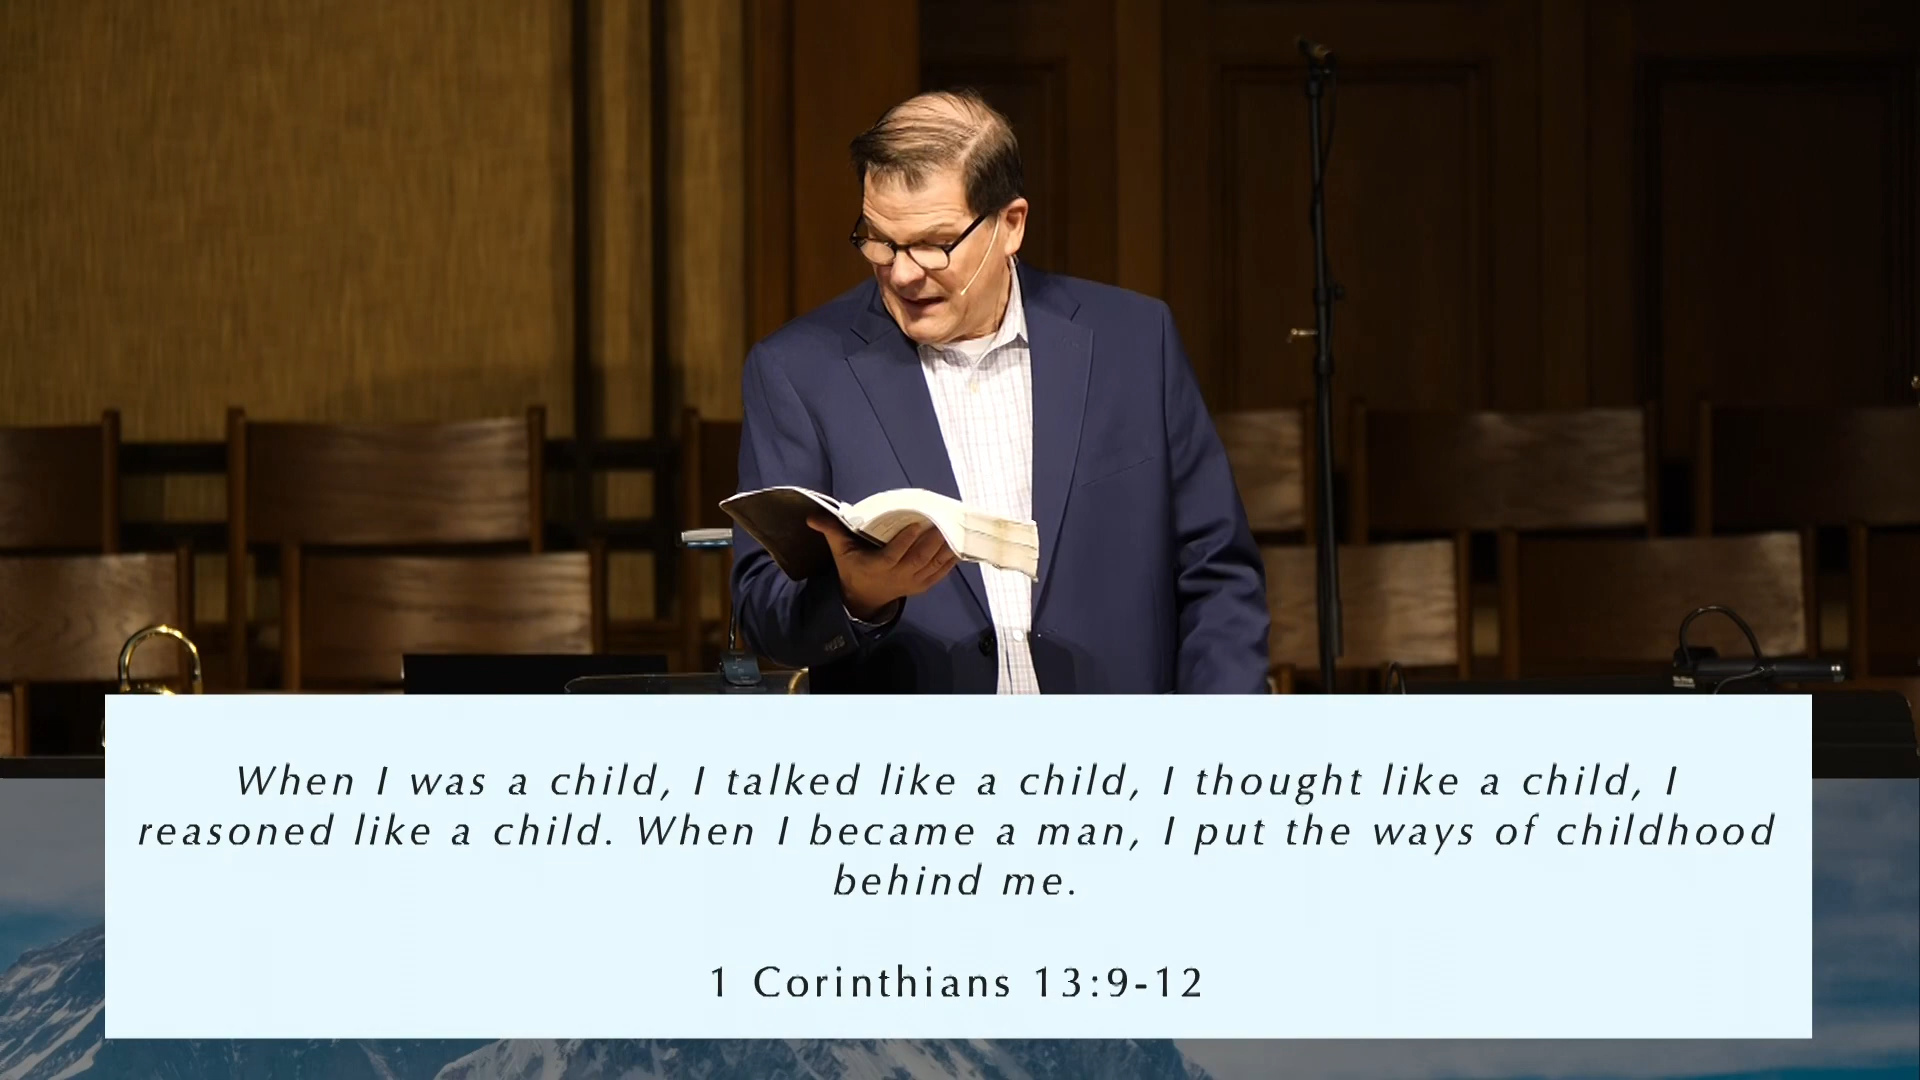 When I was a child, I talked like a child, I thought like a child, I
reasoned like a child. When I became a man, I put the ways of childhood
behind me.
1 Corinthians 13:9-12